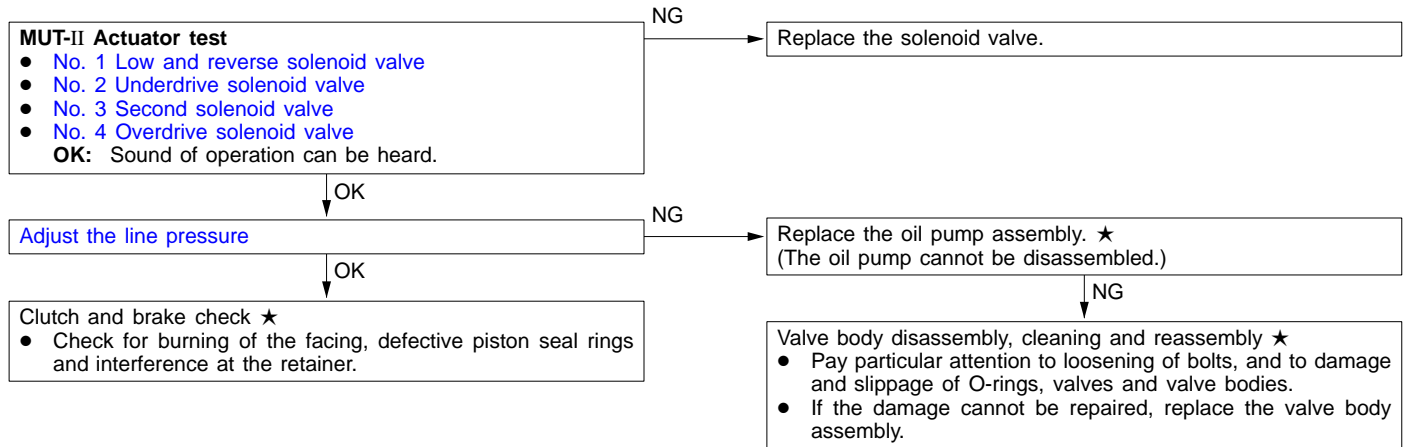 NG
MUT-II Actuator test
● No. 1 Low and reverse solenoid valve
● No. 2 Underdrive solenoid valve
● No. 3 Second solenoid valve
● No. 4 Overdrive solenoid valve
OK: Sound of operation can be heard.
Replace the solenoid valve.
OK
NG
Adjust the line pressure
Replace the oil pump assembly. ★
(The oil pump cannot be disassembled.)
OK
NG
Clutch and brake check ★
● Check for burning of the facing, defective piston seal rings
and interference at the retainer.
Valve body disassembly, cleaning and reassembly ★
● Pay particular attention to loosening of bolts, and to damage
and slippage of O-rings, valves and valve bodies.
● If the damage cannot be repaired, replace the valve body
assembly.